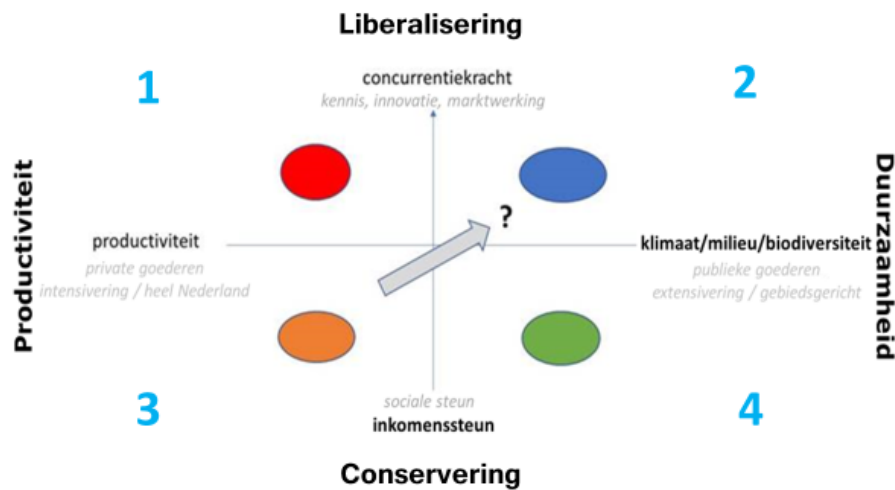 Liberalisering
1
2
concurrentiekracht
kennis, innovatie, marktwerking
Productiviteit
Duurzaamheid
?
productiviteit
klimaat/milieu/biodiversiteit
private goederen
publieke goederen
intensivering / heel Nederland
extensivering / gebiedsgericht
3
4
sociale steun
inkomenssteun
Conservering